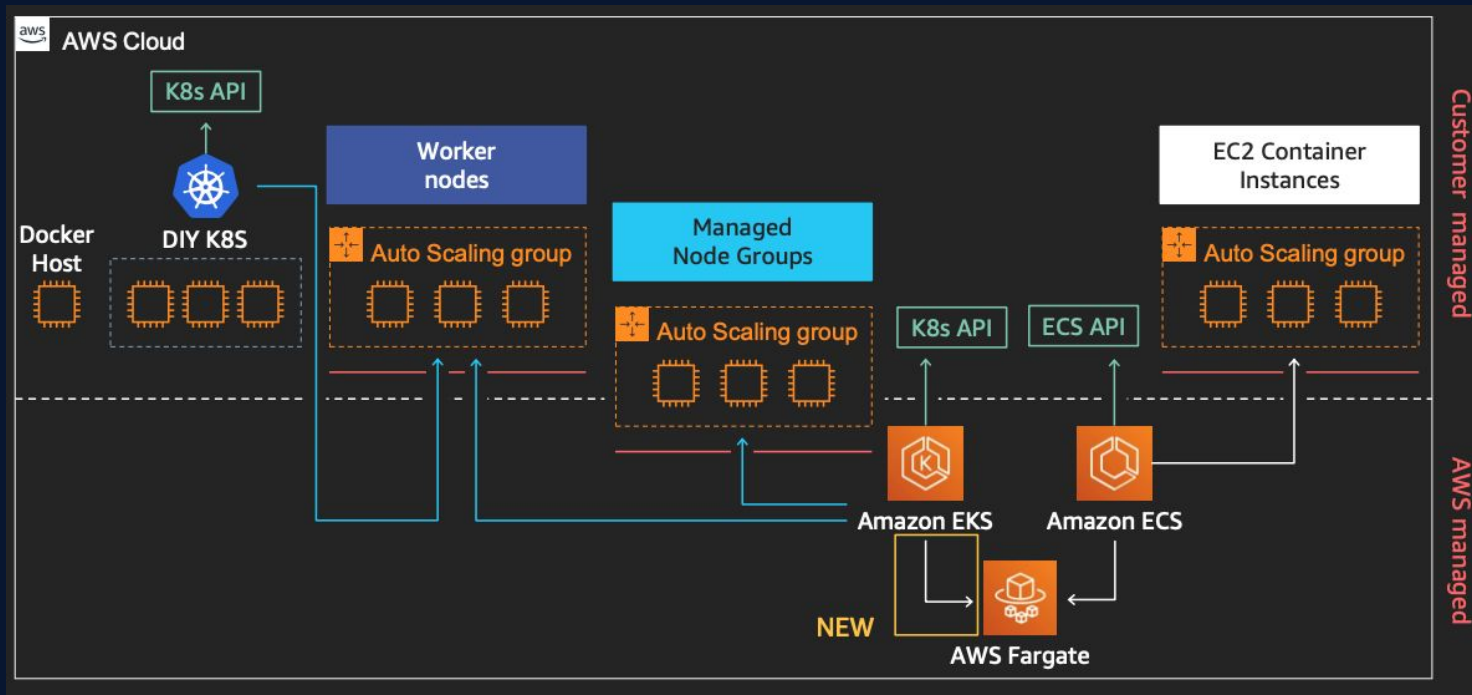 aws
AWS Cloud
K8s API
Worker
nodes
EC2 Container
Instances
Customer managed
Docker
Host
DIY K8S
Auto Scaling group
Managed
Node Groups
Auto Scaling group
Auto Scaling group
K8s API
ECS API
K
Amazon EKS
Amazon ECS
AWS managed
NEW
AWS Fargate